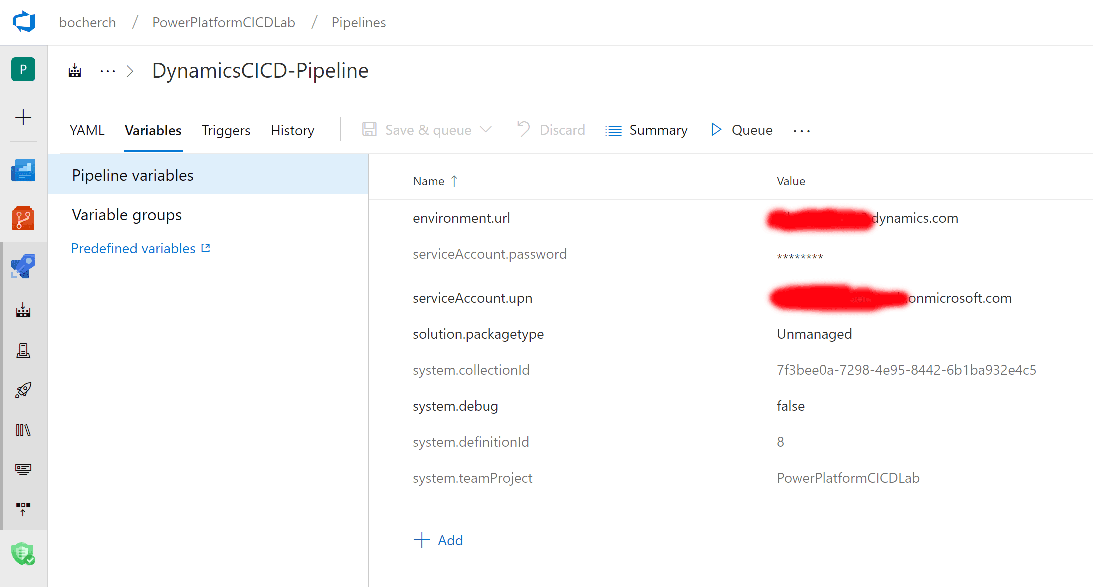 bocherch / PowerPlatformCICDLab / Pipelines
P
··· > DynamicsCICD-Pipeline
YAML Variables Triggers History Save & queue Discard Summary Queue ···
Pipeline variables
Variable groups
Predefined variables
Name ↑ Value
environment.url dynamics.com
serviceAccount.password ********
serviceAccount.upn onmicrosoft.com
solution.packagetype Unmanaged
system.collectionId 7f3bee0a-7298-4e95-8442-6b1ba932e4c5
system.debug false
system.definitionId 8
system.teamProject PowerPlatformCICDLab
+ Add